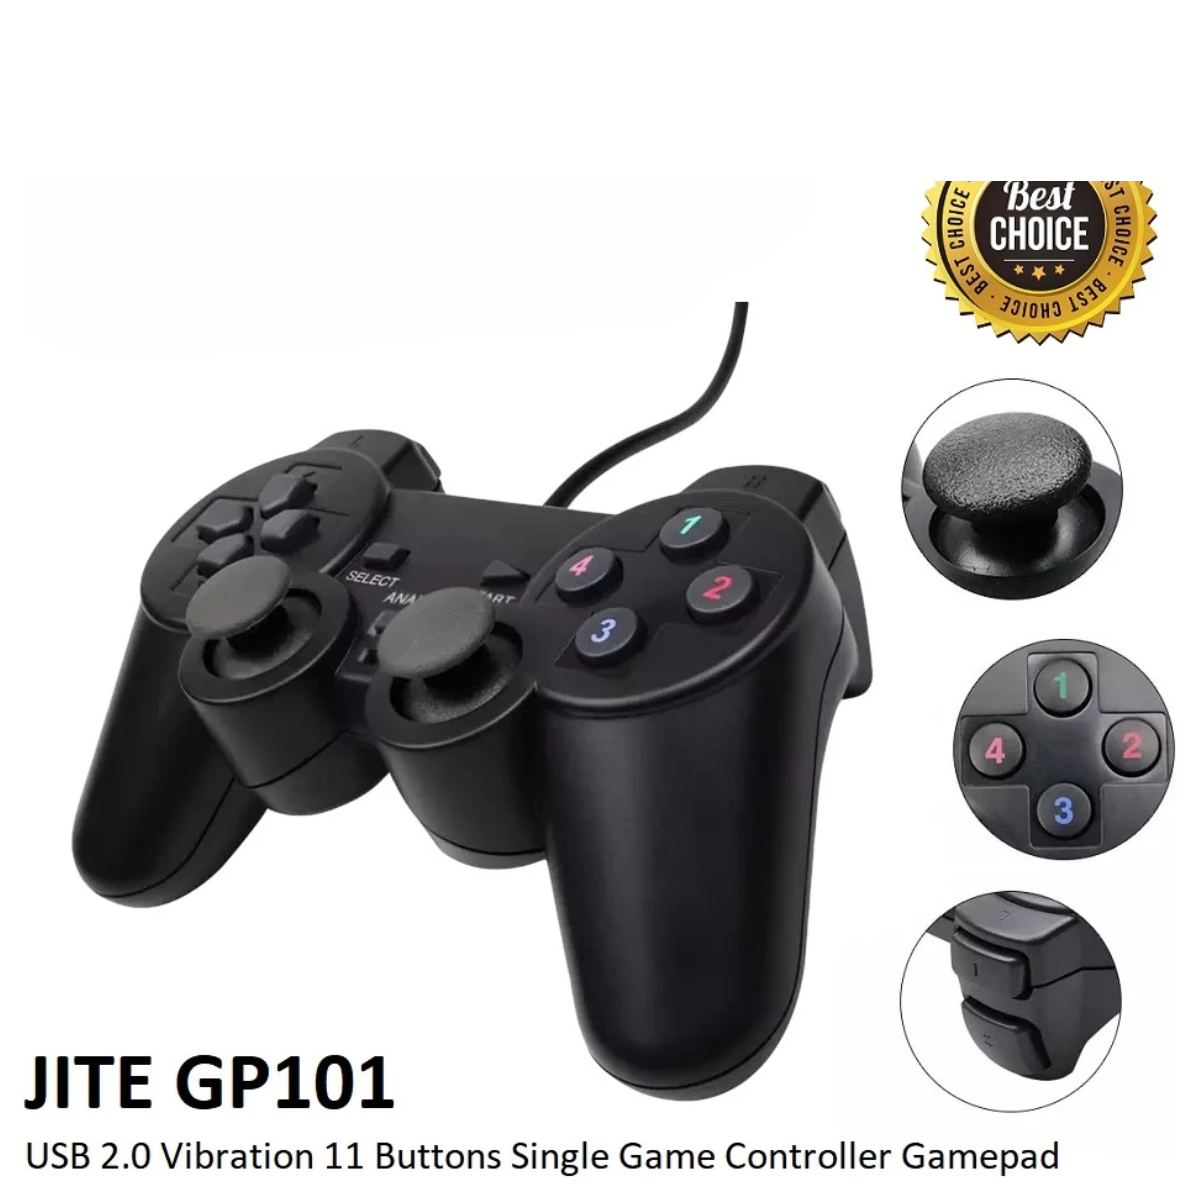 Best
CHOICE
BEST CHOICE · BEST CHOICE · BEST CHOICE
L
R
SELECT
1
4
2
3
1
4
2
3
JITE GP101
USB 2.0 Vibration 11 Buttons Single Game Controller Gamepad